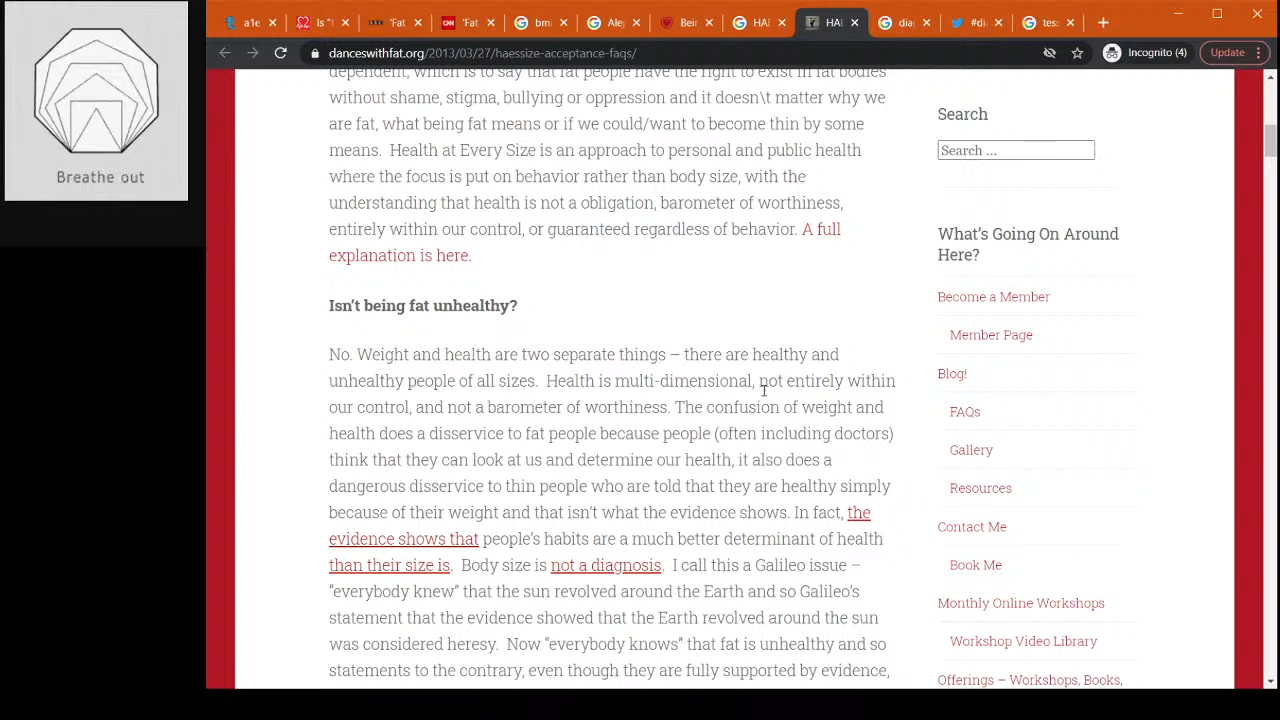 Breathe out
a1e
Is "
'Fat
'Fat
bm
Ale
Beir
HA
HAI
dia
#di
tes
danceswithfat.org/2013/03/27/haessize-acceptance-faqs/
Incognito (4)
Update
dependent, which is to say that fat people have the right to exist in fat bodies
without shame, stigma, bullying or oppression and it doesn\t matter why we
are fat, what being fat means or if we could/want to become thin by some
means. Health at Every Size is an approach to personal and public health
where the focus is put on behavior rather than body size, with the
understanding that health is not a obligation, barometer of worthiness,
entirely within our control, or guaranteed regardless of behavior. A full
explanation is here.
Isn't being fat unhealthy?
No. Weight and health are two separate things – there are healthy and
unhealthy people of all sizes. Health is multi-dimensional, not entirely within
our control, and not a barometer of worthiness. The confusion of weight and
health does a disservice to fat people because people (often including doctors)
think that they can look at us and determine our health, it also does a
dangerous disservice to thin people who are told that they are healthy simply
because of their weight and that isn't what the evidence shows. In fact, the
evidence shows that people's habits are a much better determinant of health
than their size is. Body size is not a diagnosis. I call this a Galileo issue –
"everybody knew" that the sun revolved around the Earth and so Galileo's
statement that the evidence showed that the Earth revolved around the sun
was considered heresy. Now "everybody knows" that fat is unhealthy and so
statements to the contrary, even though they are fully supported by evidence,
Search
Search ...
What's Going On Around
Here?
Become a Member
Member Page
Blog!
FAQs
Gallery
Resources
Contact Me
Book Me
Monthly Online Workshops
Workshop Video Library
Offerings – Workshops, Books,